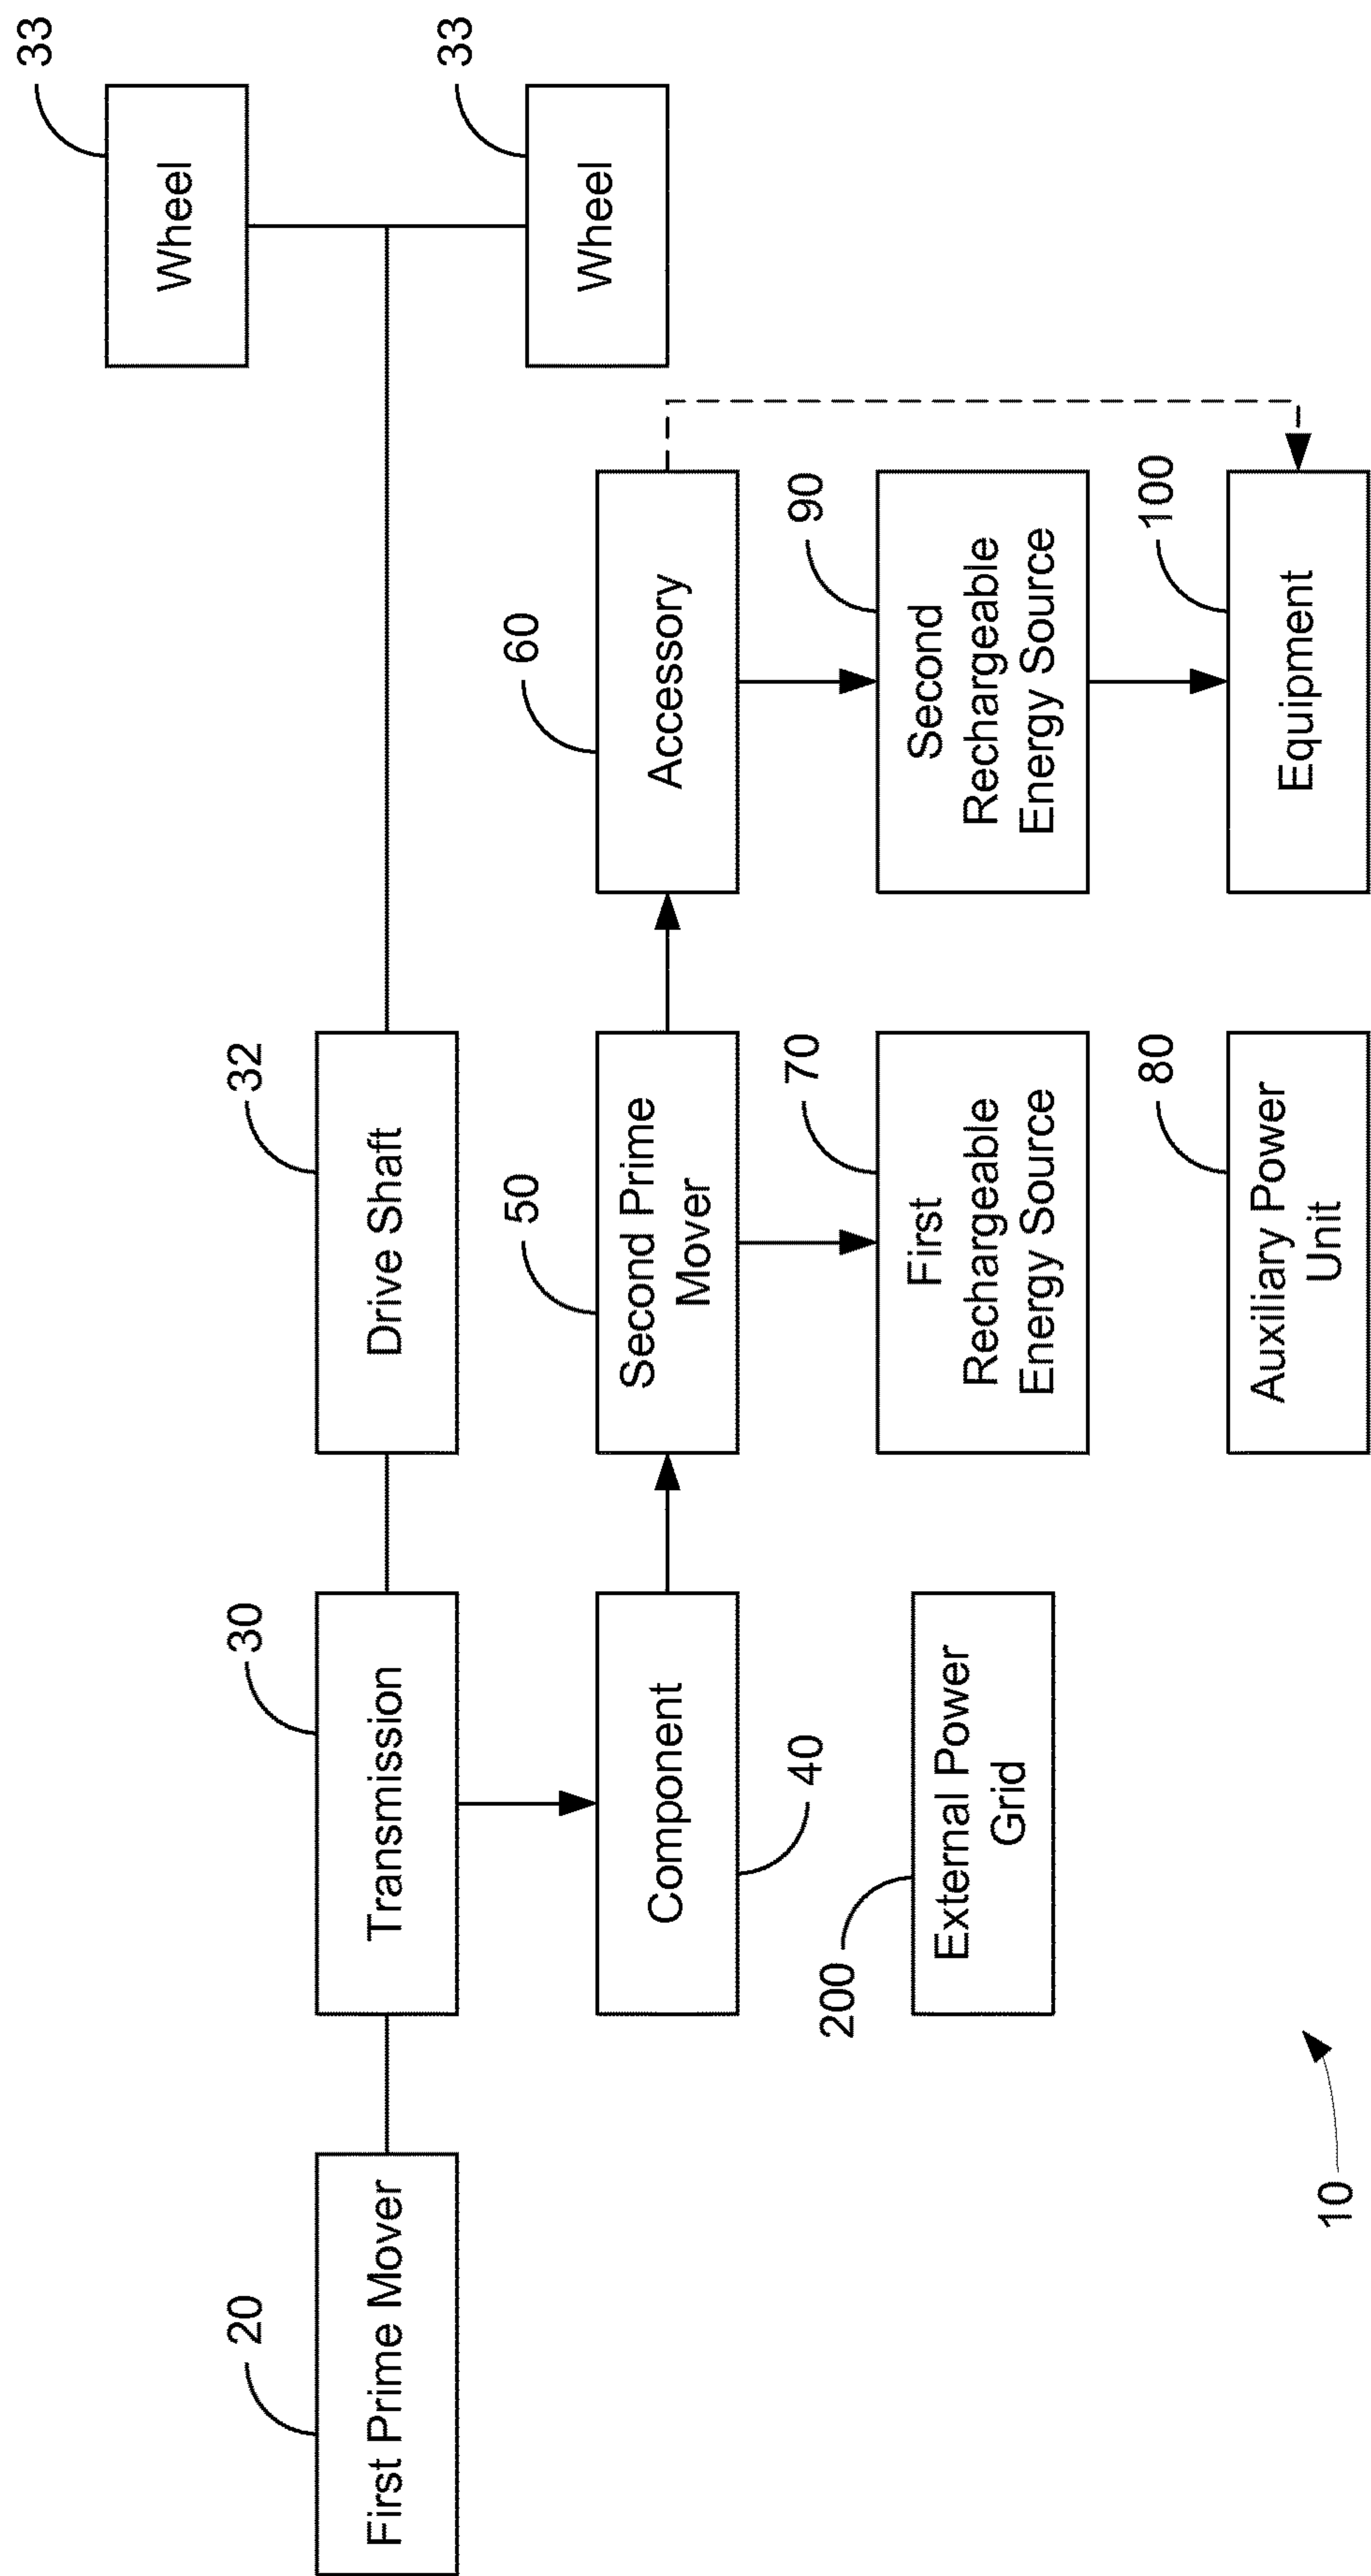 33
Wheel
33
Wheel
20
First Prime Mover
30
Transmission
32
Drive Shaft
40
Component
50
Second Prime
Mover
60
Accessory
200
External Power
Grid
70
First
Rechargeable
Energy Source
90
Second
Rechargeable
Energy Source
80
Auxiliary Power
Unit
100
Equipment
10